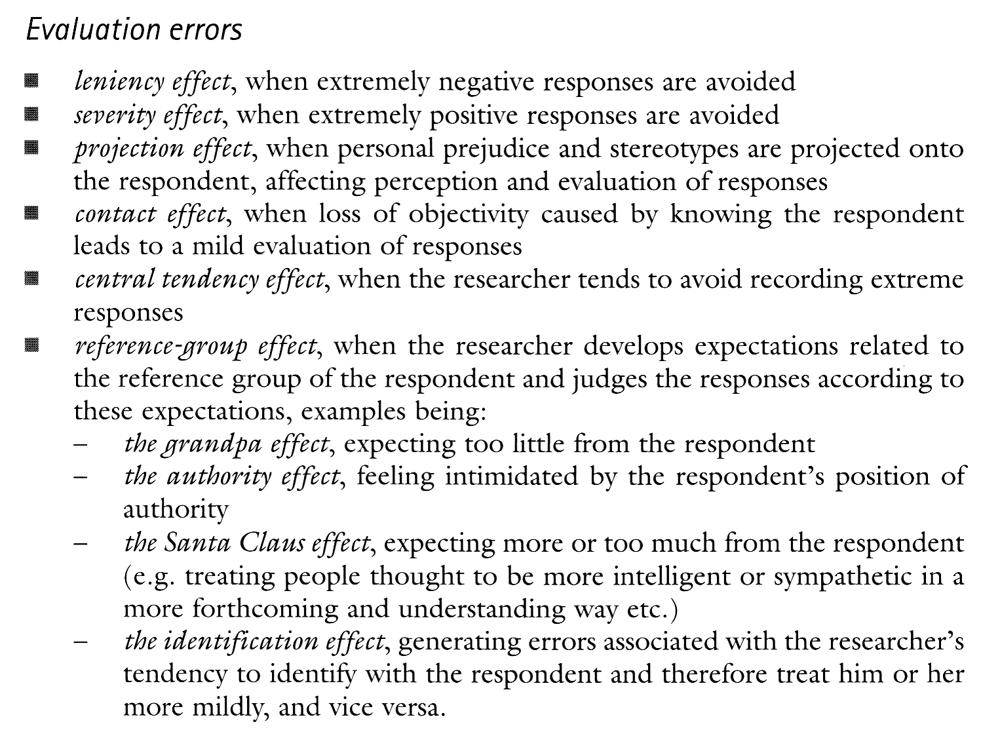 Evaluation errors
■ leniency effect, when extremely negative responses are avoided
■ severity effect, when extremely positive responses are avoided
■ projection effect, when personal prejudice and stereotypes are projected onto
the respondent, affecting perception and evaluation of responses
■ contact effect, when loss of objectivity caused by knowing the respondent
leads to a mild evaluation of responses
■ central tendency effect, when the researcher tends to avoid recording extreme
responses
■ reference-group effect, when the researcher develops expectations related to
the reference group of the respondent and judges the responses according to
these expectations, examples being:
– the grandpa effect, expecting too little from the respondent
– the authority effect, feeling intimidated by the respondent’s position of
authority
– the Santa Claus effect, expecting more or too much from the respondent
(e.g. treating people thought to be more intelligent or sympathetic in a
more forthcoming and understanding way etc.)
– the identification effect, generating errors associated with the researcher’s
tendency to identify with the respondent and therefore treat him or her
more mildly, and vice versa.